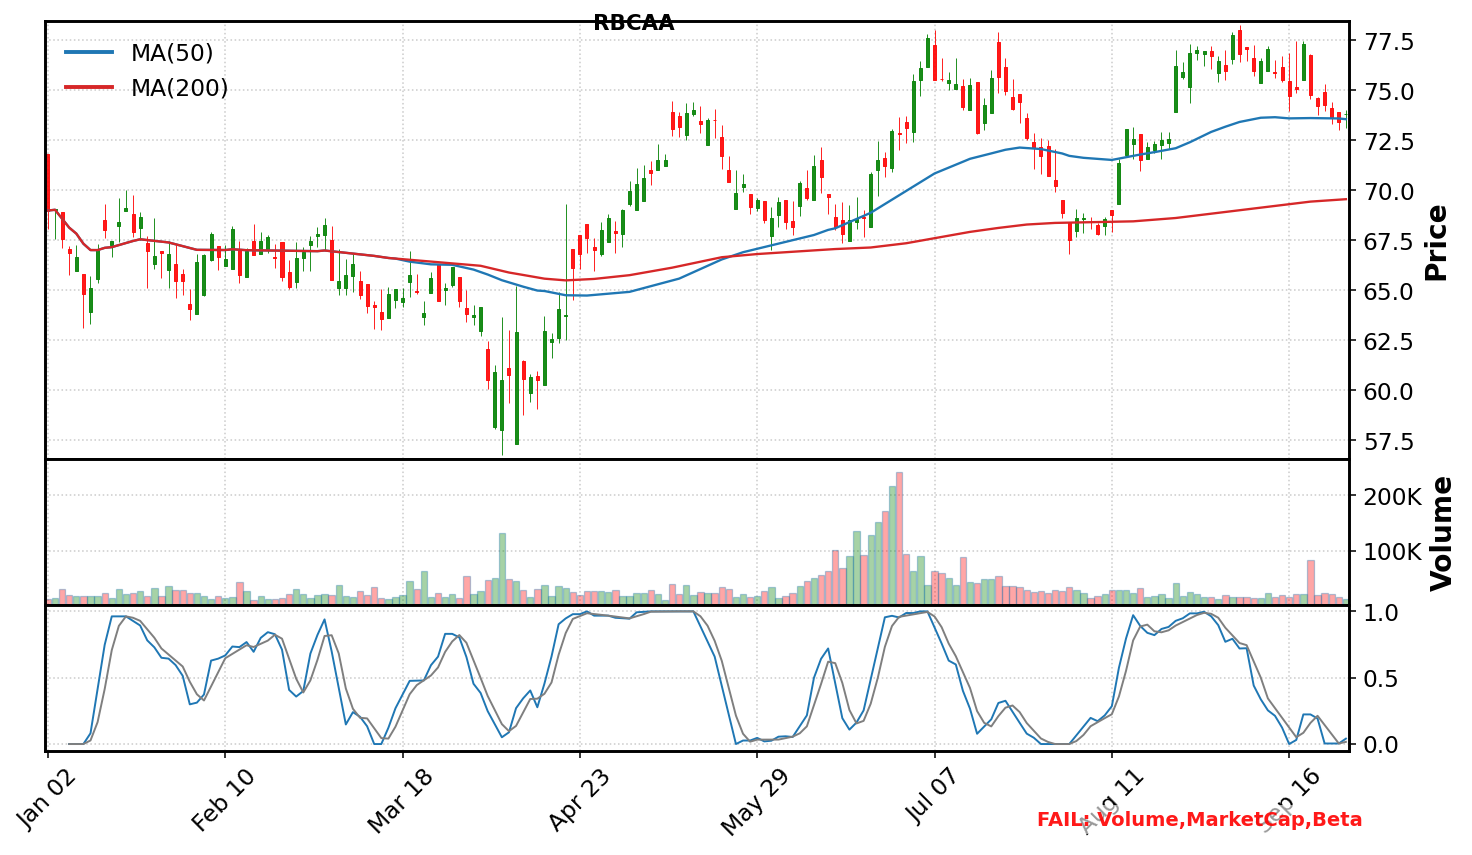 RBCAA
MA(50)
MA(200)
77.5
75.0
72.5
70.0
67.5
65.0
62.5
60.0
57.5
Price
200K
100K
Volume
1.0
0.5
0.0
Jan 02
Feb 10
Mar 18
Apr 23
May 29
Jul 07
Aug 11
Sep 16
FAIL: Volume,MarketCap,Beta